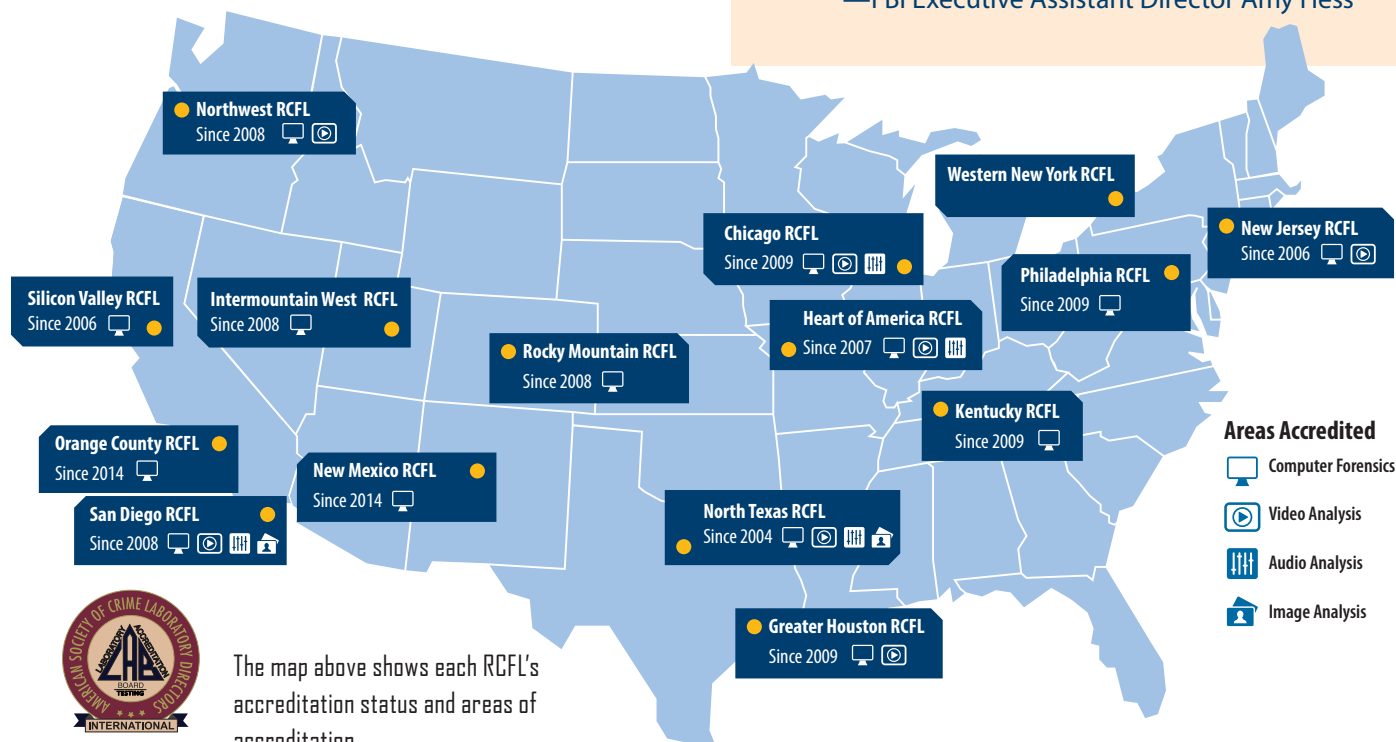 —FBI Executive Assistant Director Amy Hess
Northwest RCFL
Since 2008
Western New York RCFL
Chicago RCFL
Since 2009
New Jersey RCFL
Since 2006
Philadelphia RCFL
Since 2009
Silicon Valley RCFL
Since 2006
Intermountain West RCFL
Since 2008
Heart of America RCFL
Since 2007
Rocky Mountain RCFL
Since 2008
Kentucky RCFL
Since 2009
Orange County RCFL
Since 2014
New Mexico RCFL
Since 2014
San Diego RCFL
Since 2008
North Texas RCFL
Since 2004
Greater Houston RCFL
Since 2009
Areas Accredited
Computer Forensics
Video Analysis
Audio Analysis
Image Analysis
AMERICAN SOCIETY OF CRIME LABORATORY DIRECTORS
LABORATORY
ACCREDITATION
LAB
BOARD
TESTING
INTERNATIONAL
The map above shows each RCFL's
accreditation status and areas of
accreditation